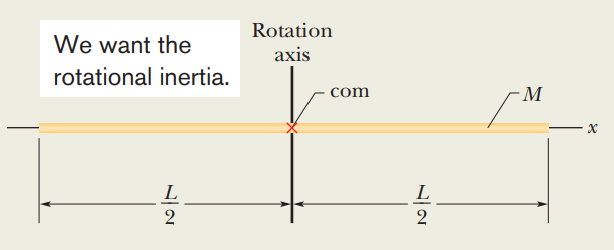 We want the
rotational inertia.
Rotation
axis
com
M
x
L
2
L
2